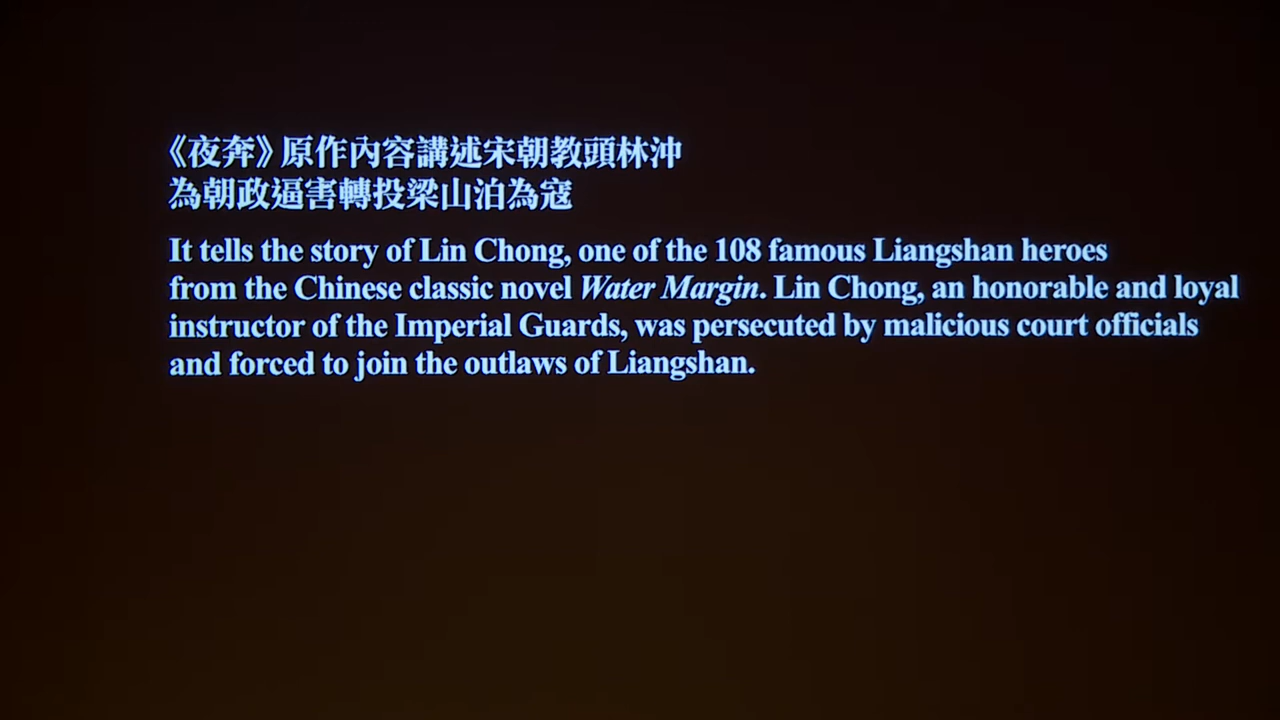 《夜奔》原作內容講述宋朝教頭林沖
為朝政逼害轉投梁山泊為寇
It tells the story of Lin Chong, one of the 108 famous Liangshan heroes
from the Chinese classic novel Water Margin. Lin Chong, an honorable and loyal
instructor of the Imperial Guards, was persecuted by malicious court officials
and forced to join the outlaws of Liangshan.